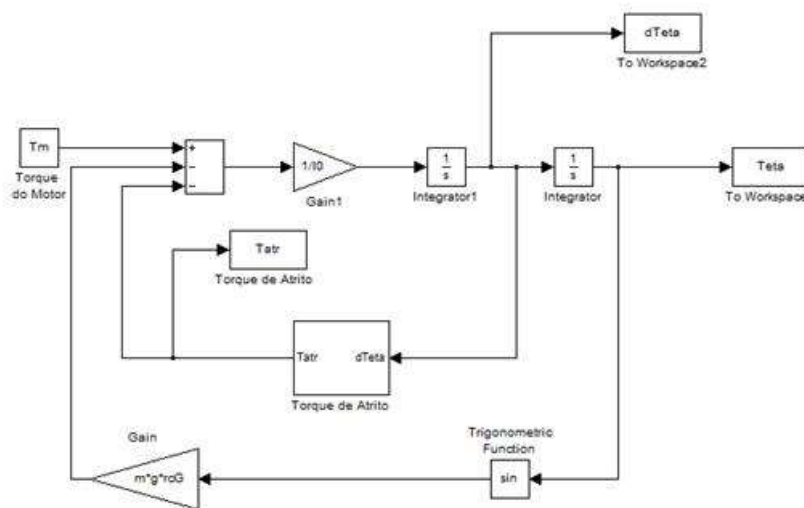 dTeta
To Workspace2
Tm
Torque
do Motor
+
−
−
1/I0
Gain1
1
s
Integrator1
1
s
Integrator
Teta
To Workspace
Tatr
Torque de Atrito
Tatr dTeta
Torque de Atrito
Gain
m*g*rcG
Trigonometric
Function
sin